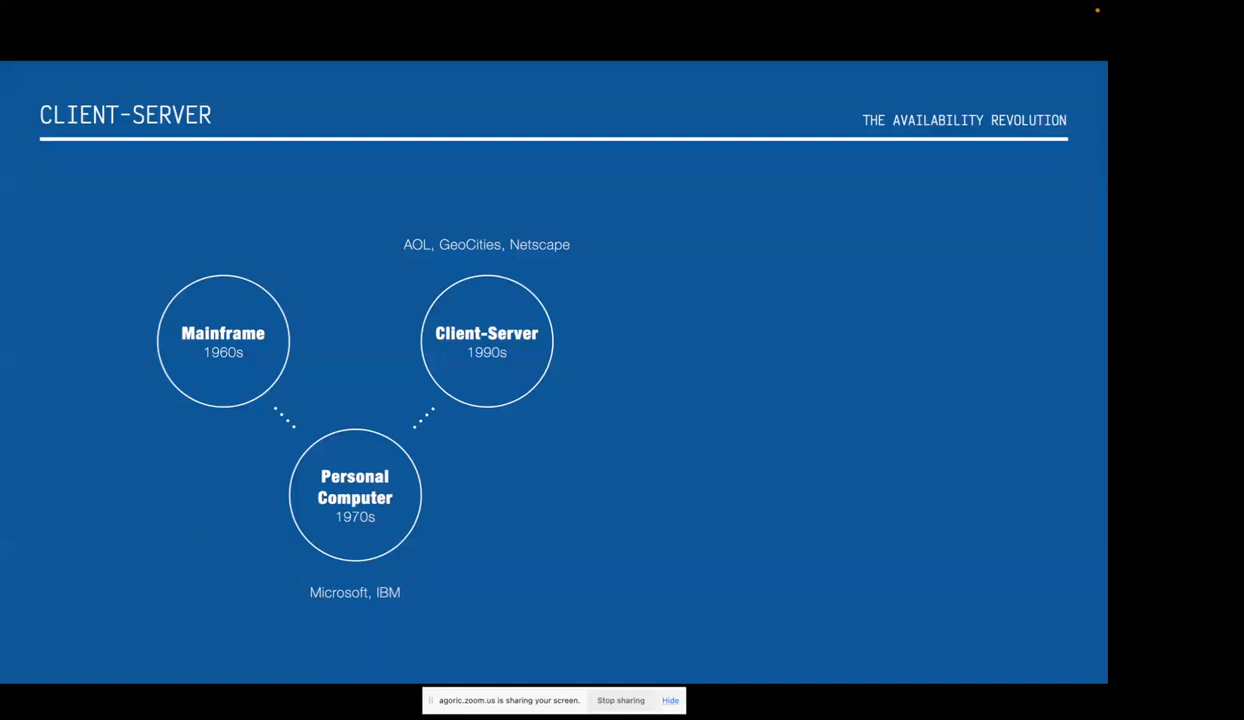 CLIENT-SERVER
THE AVAILABILITY REVOLUTION
AOL, GeoCities, Netscape
Mainframe
1960s
Client-Server
1990s
Personal
Computer
1970s
Microsoft, IBM
agoric.zoom.us is sharing your screen.
Stop sharing
Hide